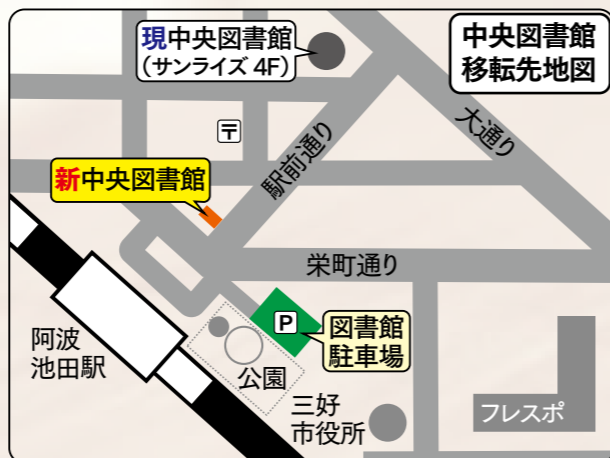 中央図書館
移転先地図
現中央図書館
(サンライズ 4F)
大通り
〒
駅前通り
新中央図書館
栄町通り
P
図書館
駐車場
阿波
池田駅
公園
三好
市役所
フレスポ